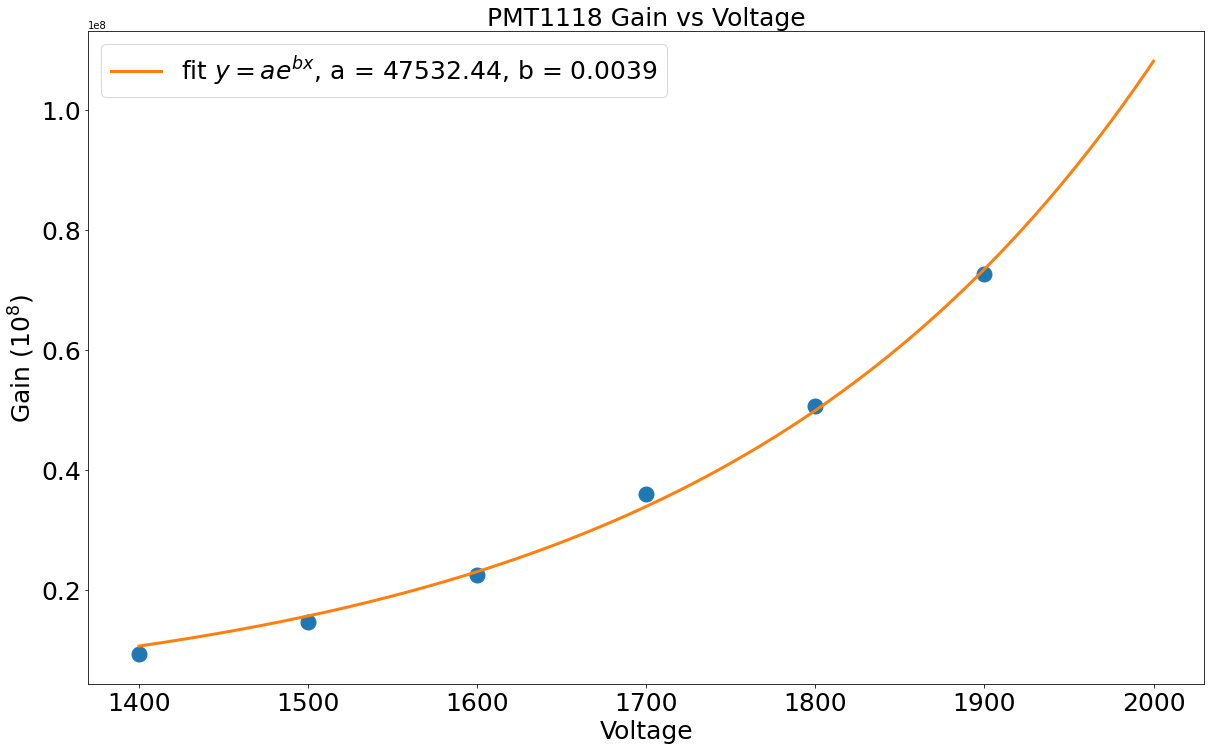 PMT1118 Gain vs Voltage
1e8
fit $y = ae^{bx}$, a = 47532.44, b = 0.0039
1.0
0.8
0.6
0.4
0.2
Gain ($10^8$)
1400 1500 1600 1700 1800 1900 2000
Voltage